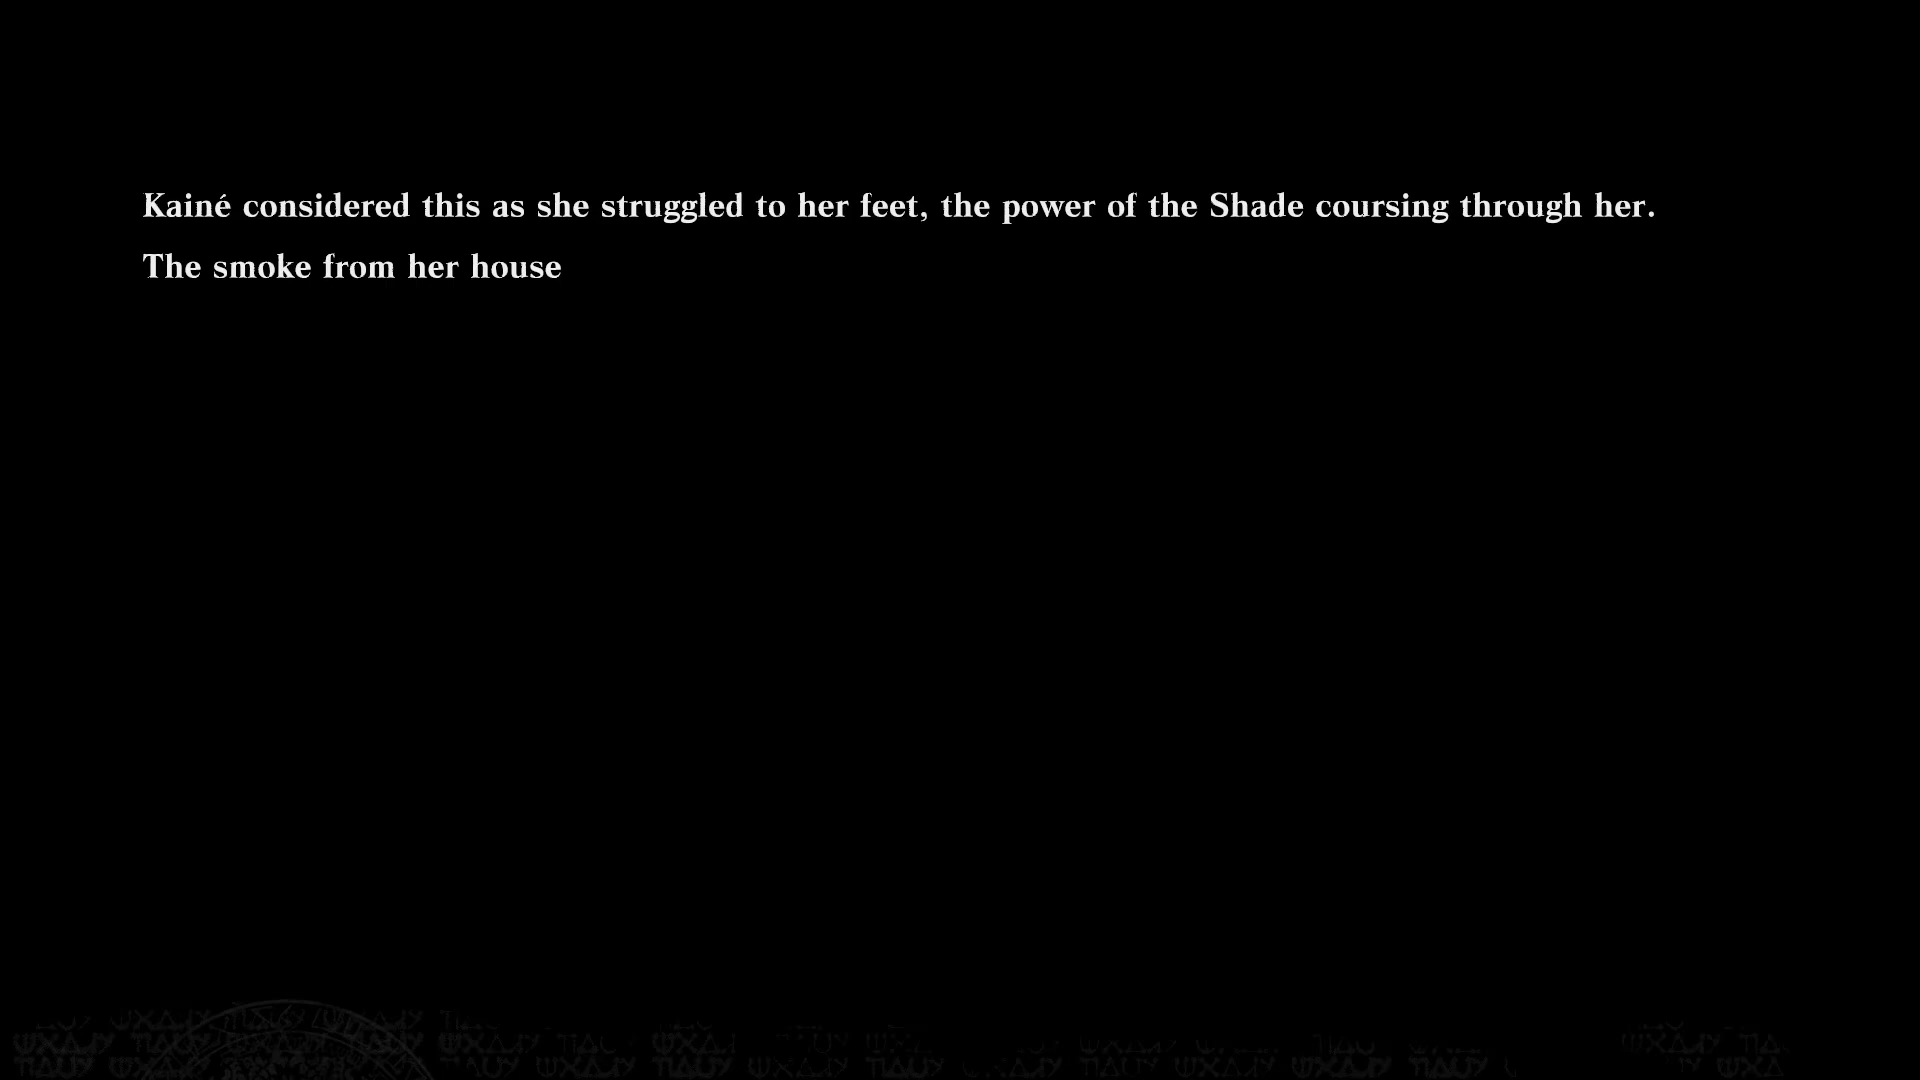 Kainé considered this as she struggled to her feet, the power of the Shade coursing through her.
The smoke from her house